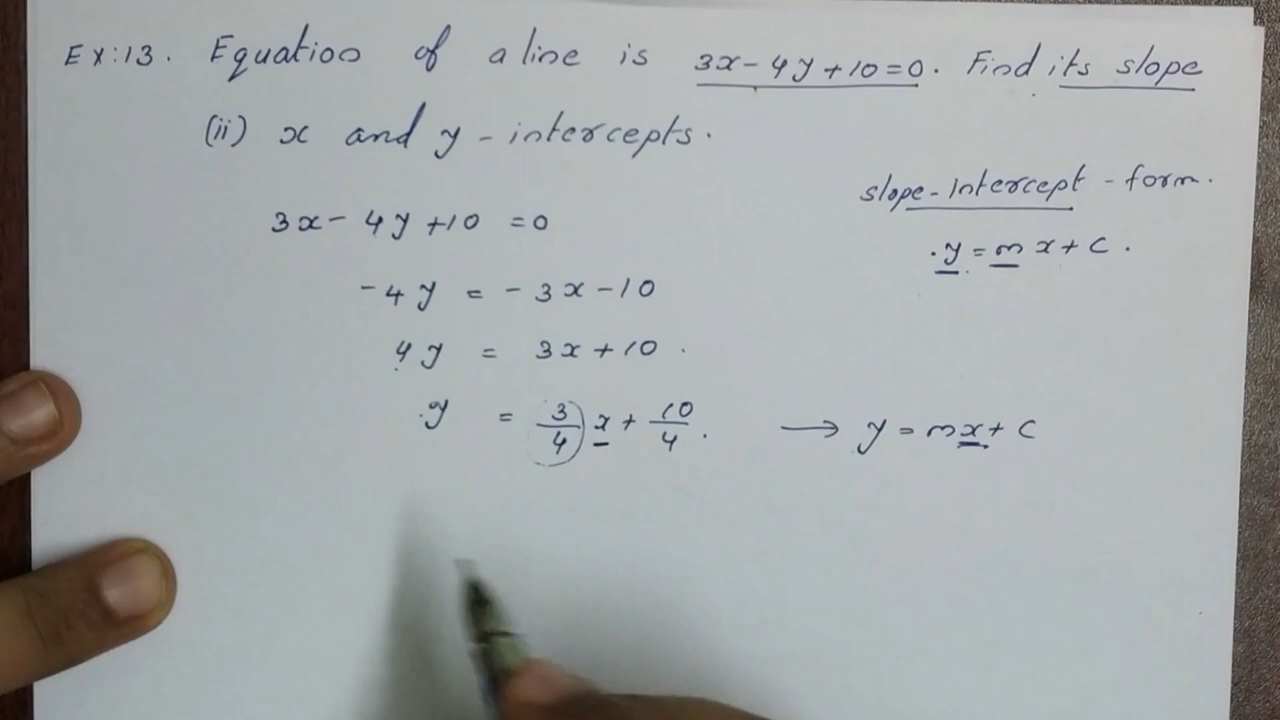 Ex:13. Equation of a line is 3x-4y+10=0. Find its slope
(ii) x and y-intercepts.
slope-intercept-form.
y=mx+c.
3x-4y+10=0
-4y=-3x-10
4y=3x+10.
y=3/4x+10/4. → y=mx+c